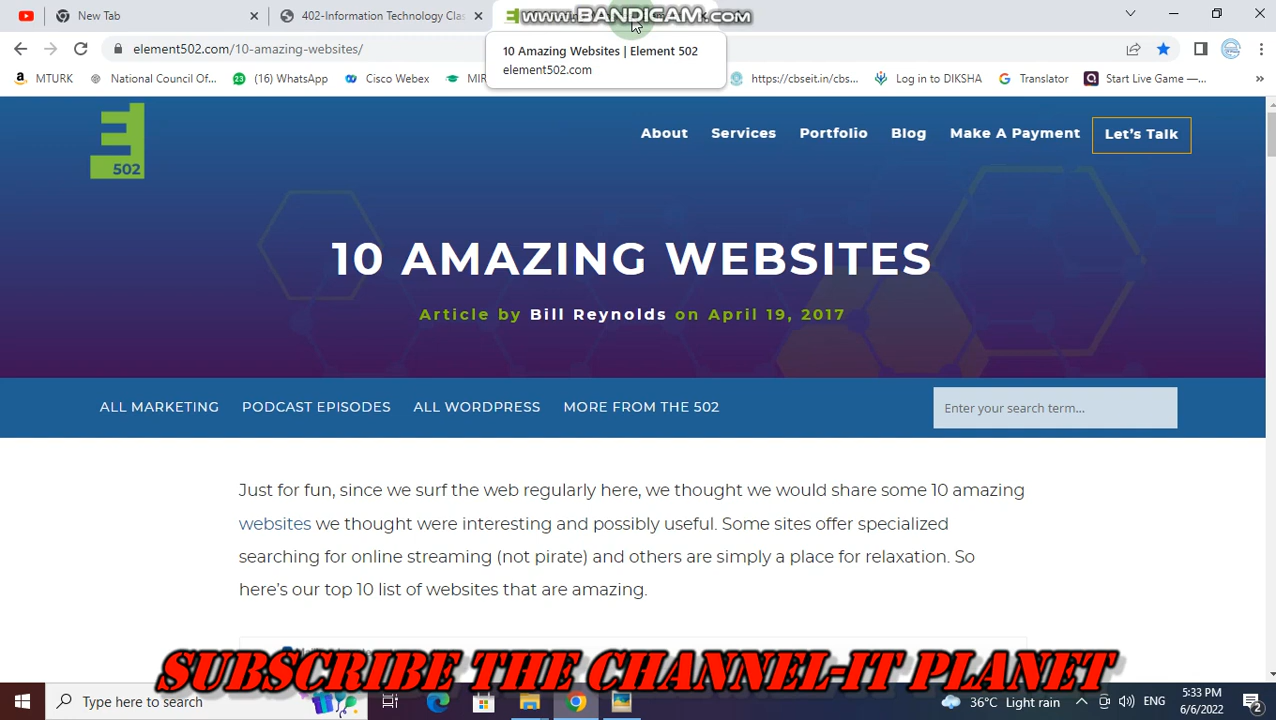 New Tab
402-Information Technology Clas
www.BANDICAM.com
element502.com/10-amazing-websites/
10 Amazing Websites | Element 502
element502.com
MTURK
National Council Of...
(16) WhatsApp
Cisco Webex
https://cbseit.in/cbs...
Log in to DIKSHA
Translator
Start Live Game —...
502
About
Services
Portfolio
Blog
Make A Payment
Let's Talk
10 AMAZING WEBSITES
Article by Bill Reynolds on April 19, 2017
ALL MARKETING
PODCAST EPISODES
ALL WORDPRESS
MORE FROM THE 502
Enter your search term...
Just for fun, since we surf the web regularly here, we thought we would share some 10 amazing
websites we thought were interesting and possibly useful. Some sites offer specialized
searching for online streaming (not pirate) and others are simply a place for relaxation. So
here's our top 10 list of websites that are amazing.
SUBSCRIBE THE CHANNEL-IT PLANET
Type here to search
36°C Light rain
ENG
5:33 PM
6/6/2022
2